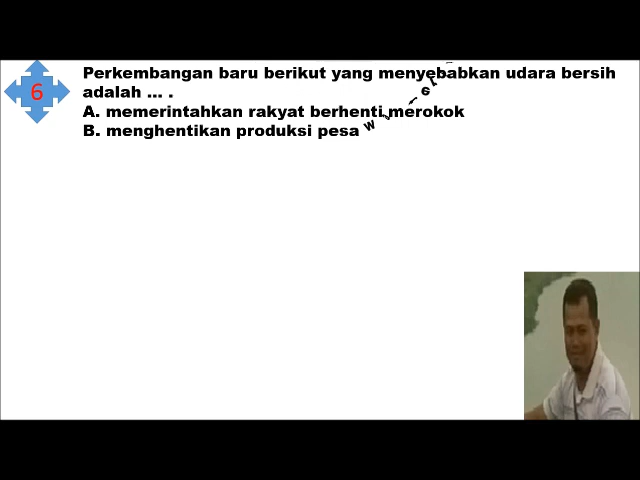 6
Perkembangan baru berikut yang menyebabkan udara bersih
adalah ... .
A. memerintahkan rakyat berhenti merokok
B. menghentikan produksi pesa